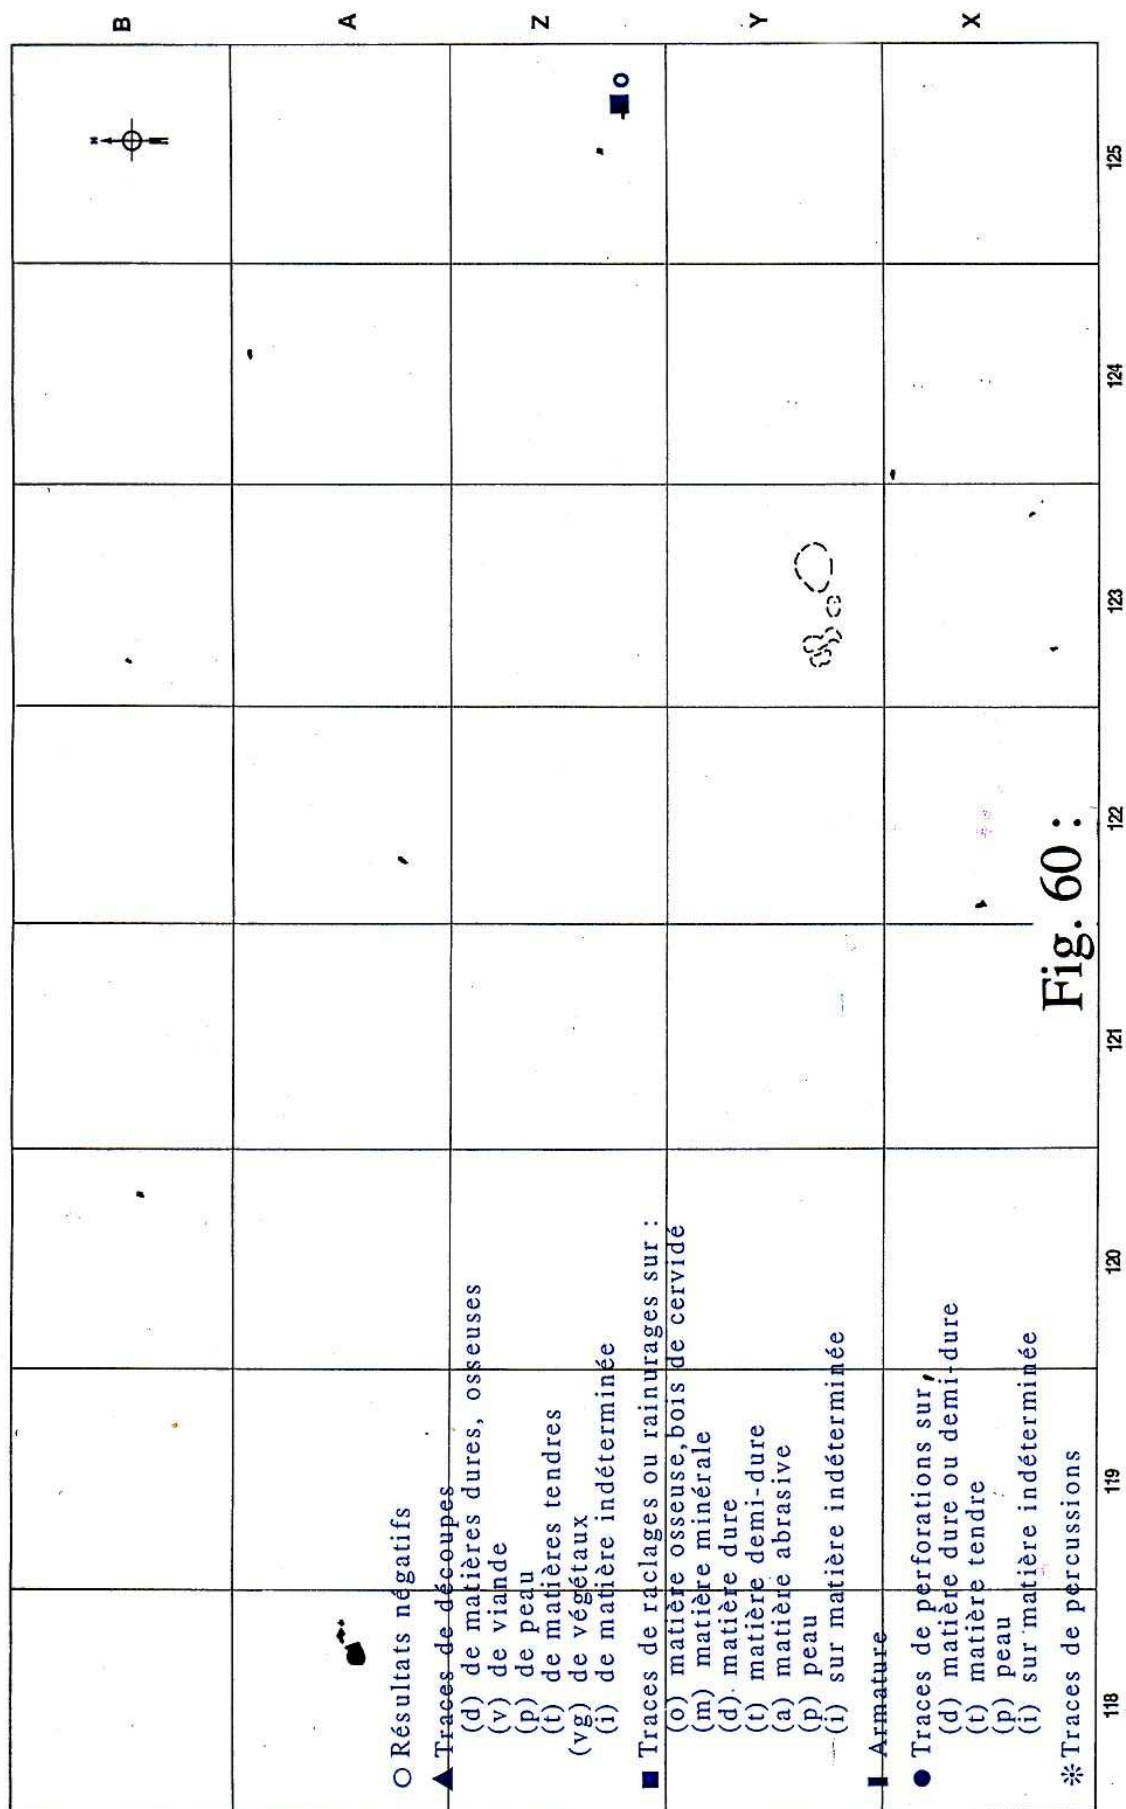 B
A
Z
Y
X
N
o
125
124
123
122
121
120
119
118
○ Résultats négatifs
▲ Traces de découpes
(d) de matières dures, osseuses
(v) de viande
(p) de peau
(t) de matières tendres
(vg) de végétaux
(i) de matière indéterminée
■ Traces de raclages ou rainurages sur :
(o) matière osseuse, bois de cervidé
(m) matière minérale
(d) matière dure
(t) matière demi-dure
(a) matière abrasive
(p) peau
(i) sur matière indéterminée
▮ Armature
● Traces de perforations sur
(d) matière dure ou demi-dure
(t) matière tendre
(p) peau
(i) sur matière indéterminée
※ Traces de percussions
Fig. 60 :